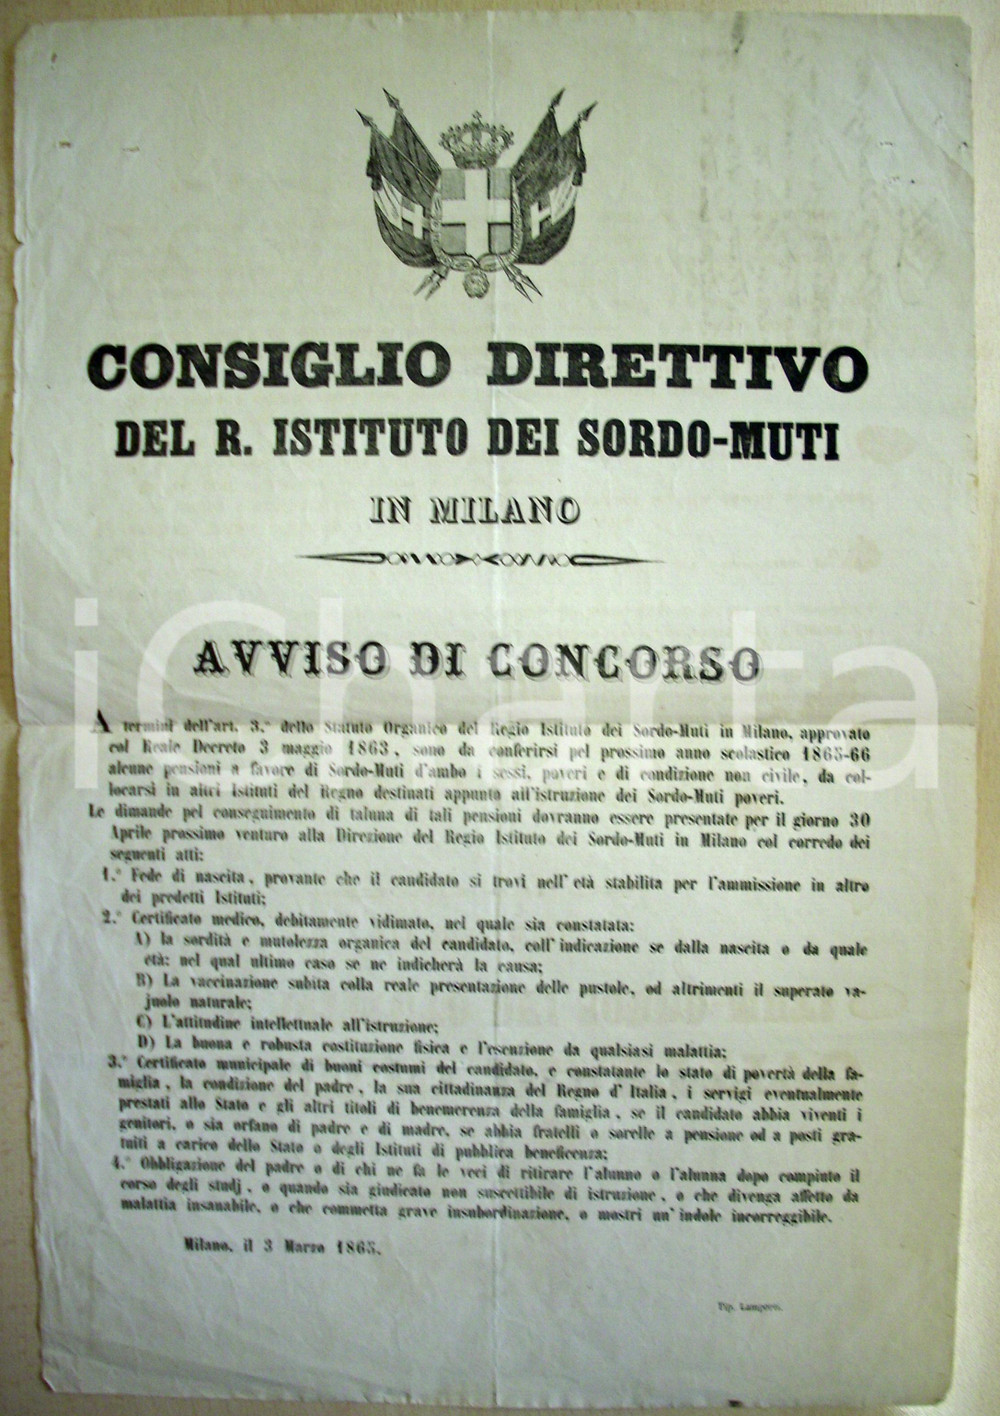 CONSIGLIO DIRETTIVO
DEL R. ISTITUTO DEI SORDO-MUTI
IN MILANO
AVVISO DI CONCORSO
A termini dell'art. 3.° dello Statuto Organico del Regio Istituto dei Sordo-Muti in Milano, approvato
col Reale Decreto 3 maggio 1863, sono da conferirsi pel prossimo anno scolastico 1865-66
alcune pensioni a favore di Sordo-Muti d'ambo i sessi, poveri e di condizione non civile, da col-
locarsi in altri Istituti del Regno destinati appunto all'istruzione dei Sordo-Muti poveri.
Le dimande pel conseguimento di taluna di tali pensioni dovranno essere presentate per il giorno 30
Aprile prossimo venturo alla Direzione del Regio Istituto dei Sordo-Muti in Milano col corredo dei
seguenti atti:
1.° Fede di nascita, provante che il candidato si trovi nell'età stabilita per l'ammissione in altro
dei predetti Istituti;
2.° Certificato medico, debitamente vidimato, nel quale sia constatata:
A) la sordità e mutolezza organica del candidato, coll'indicazione se dalla nascita o da quale
età: nel qual ultimo caso se ne indicherà la causa;
B) La vaccinazione subita colla reale presentazione delle pustole, od altrimenti il superato va-
juolo naturale;
C) L'attitudine intellettuale all'istruzione;
D) La buona e robusta costituzione fisica e l'esenzione da qualsiasi malattia;
3.° Certificato municipale di buoni costumi del candidato, e constatante lo stato di povertà della fa-
miglia, la condizione del padre, la sua cittadinanza del Regno d'Italia, i servigi eventualmente
prestati allo Stato e gli altri titoli di benemerenza della famiglia, se il candidato abbia viventi i
genitori, o sia orfano di padre e di madre, se abbia fratelli o sorelle a pensione od a posti gra-
tuiti a carico dello Stato o degli Istituti di pubblica beneficenza;
4.° Obbligazione del padre o di chi ne fa le veci di ritirare l'alunno o l'alunna dopo compiuto il
corso degli studj, o quando sia giudicato non suscettibile di istruzione, o che divenga affetto da
malattia insanabile, o che commetta grave insubordinazione, o mostri un'indole incorreggibile.
Milano, il 3 Marzo 1865.
Tip. Lamperti.
iCharta